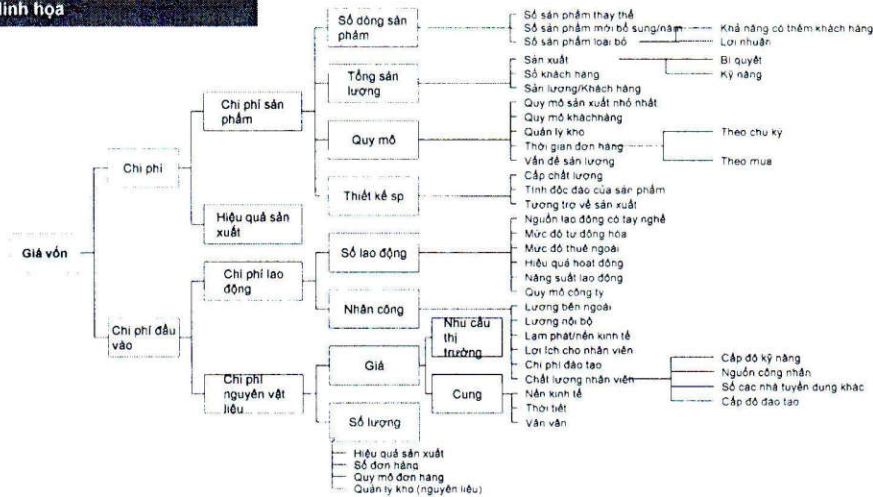 linh họa
Giá vốn
Chi phí
Chi phí đầu
vào
Chi phí sản
phẩm
Hiệu quả sản
xuất
Chi phí lao
động
Chi phí
nguyên vật
liệu
Số dòng sản
phẩm
Tổng sản
lượng
Quy mô
Thiết kế sp
Số lao động
Nhân công
Giá
Số lượng
Nhu cầu
thị
trường
Cung
Số sản phẩm thay thế
Số sản phẩm mới bổ sung/năm
Số sản phẩm loại bỏ
Khả năng có thêm khách hàng
Lợi nhuận
Sản xuất
Số khách hàng
Sản lượng/Khách hàng
Bí quyết
Kỹ năng
Quy mô sản xuất nhỏ nhất
Quy mô kháchhàng
Quản lý kho
Thời gian đơn hàng
Vấn đề sản lượng
Theo chu kỳ
Theo mùa
Cấp chất lượng
Tính độc đáo của sản phẩm
Tương trợ về sản xuất
Nguồn lao động có tay nghề
Mức độ tự động hóa
Mức độ thuê ngoài
Hiệu quả hoạt động
Năng suất lao động
Quy mô công ty
Lương bên ngoài
Lương nội bộ
Lạm phát/nền kinh tế
Lợi ích cho nhân viên
Chi phí đào tạo
Chất lượng nhân viên
Cấp độ kỹ năng
Nguồn công nhân
Số các nhà tuyển dụng khác
Cấp độ đào tạo
Nền kinh tế
Thời tiết
Vân vân
Hiệu quả sản xuất
Số đơn hàng
Quy mô đơn hàng
Quản lý kho (nguyên liệu)